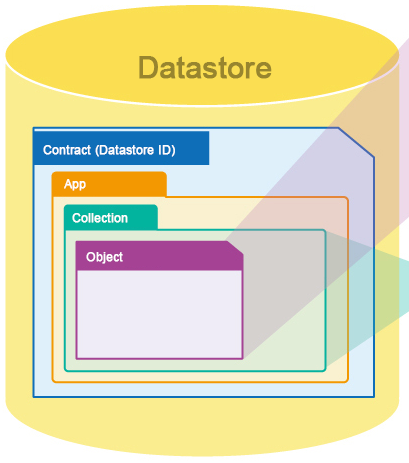 Datastore
Contract (Datastore ID)
App
Collection
Object